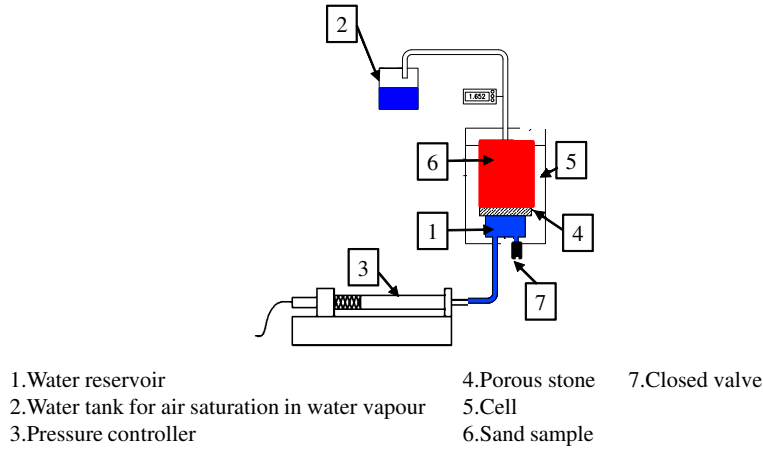 2
1.652
6
5
1
4
3
7
1.Water reservoir 4.Porous stone 7.Closed valve
2.Water tank for air saturation in water vapour 5.Cell
3.Pressure controller 6.Sand sample